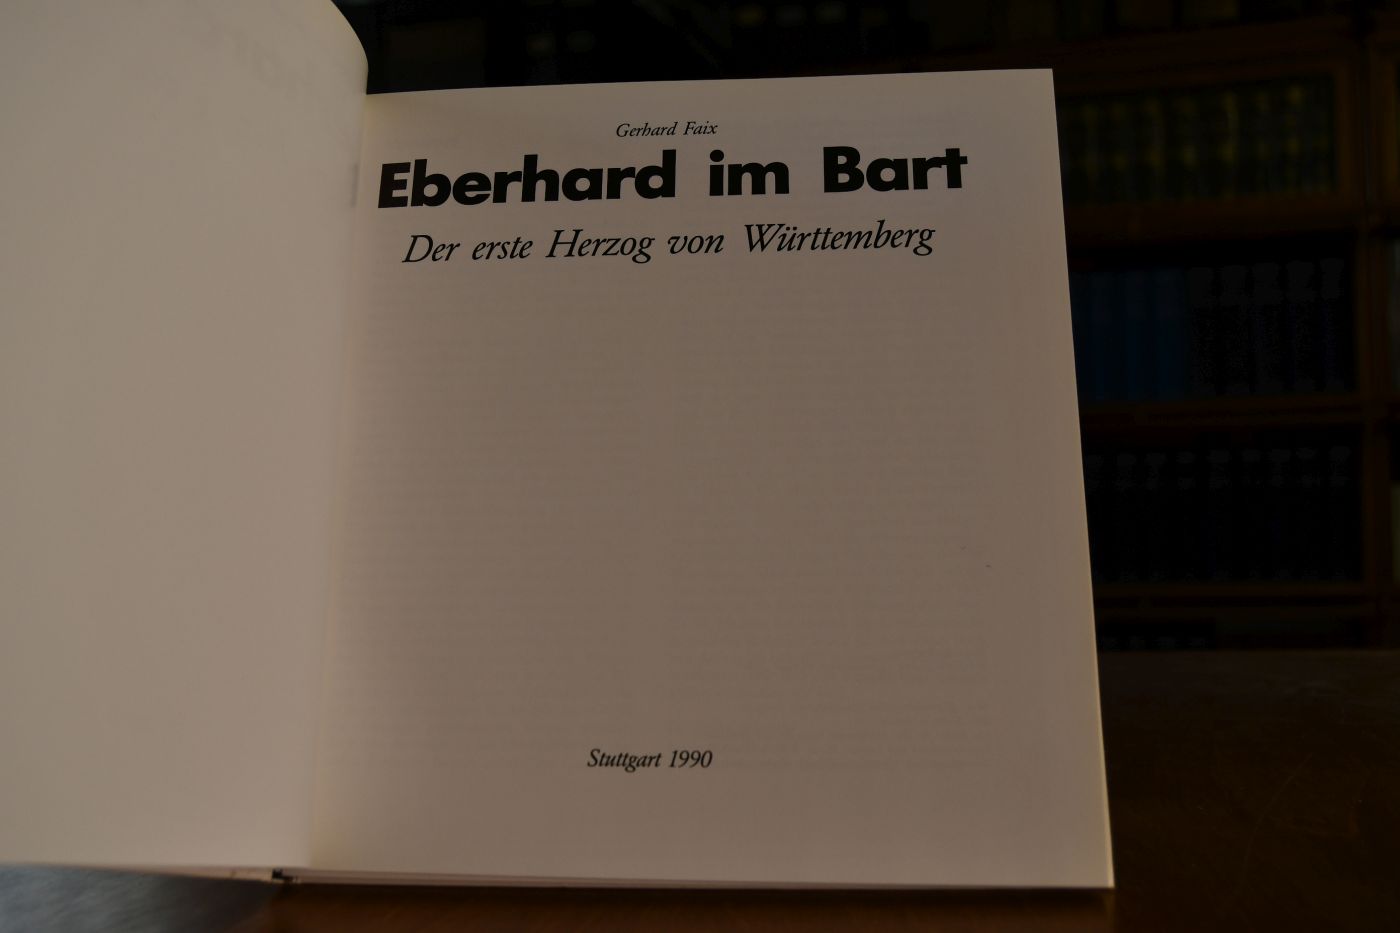 Gerhard Faix
Eberhard im Bart
Der erste Herzog von Württemberg
Stuttgart 1990